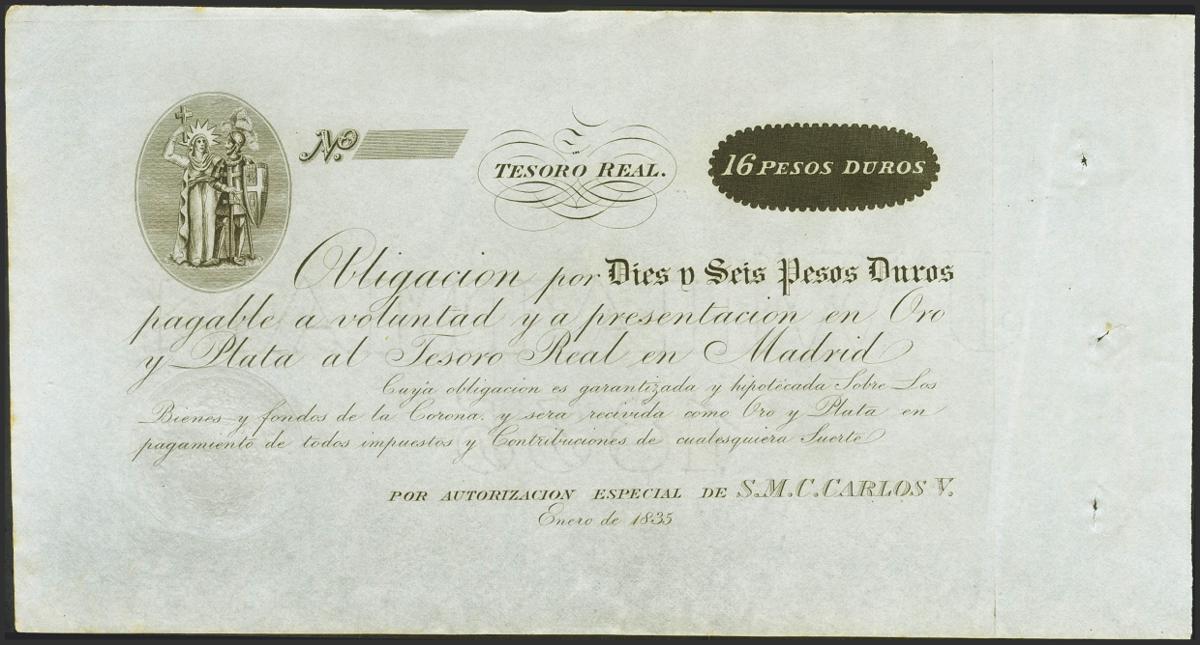 No.
TESORO REAL.
16 PESOS DUROS
Obligacion por Dies y Seis Pesos Duros
pagable a voluntad y a presentacion en Oro
y Plata al Tesoro Real en Madrid
Cuya obligacion es garantizada y hipotécada Sobre Los
Bienes y fondos de la Corona. y sera recivida como Oro y Plata en
pagamiento de todos impuestos y Contribuciones de cualesquiera Suerte
POR AUTORIZACION ESPECIAL DE S.M.C. CARLOS V.
Enero de 1835